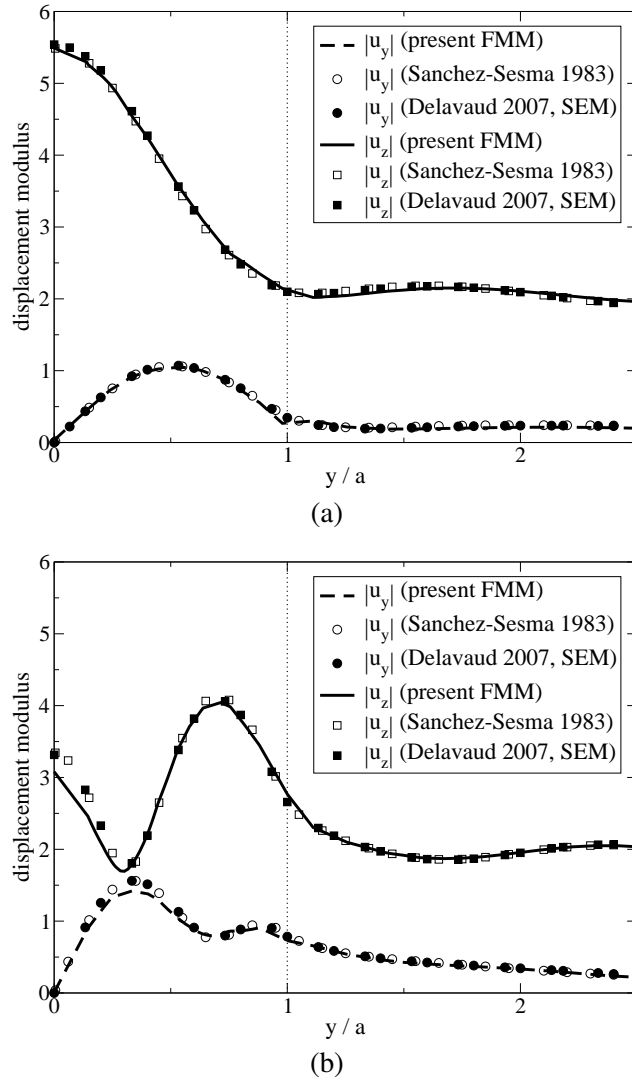 6
5
4
3
2
1
0
displacement modulus
|u_y| (present FMM)
|u_y| (Sanchez-Sesma 1983)
|u_y| (Delavaud 2007, SEM)
|u_z| (present FMM)
|u_z| (Sanchez-Sesma 1983)
|u_z| (Delavaud 2007, SEM)
0 1 2
y / a
(a)
6
5
4
3
2
1
0
displacement modulus
|u_y| (present FMM)
|u_y| (Sanchez-Sesma 1983)
|u_y| (Delavaud 2007, SEM)
|u_z| (present FMM)
|u_z| (Sanchez-Sesma 1983)
|u_z| (Delavaud 2007, SEM)
0 1 2
y / a
(b)